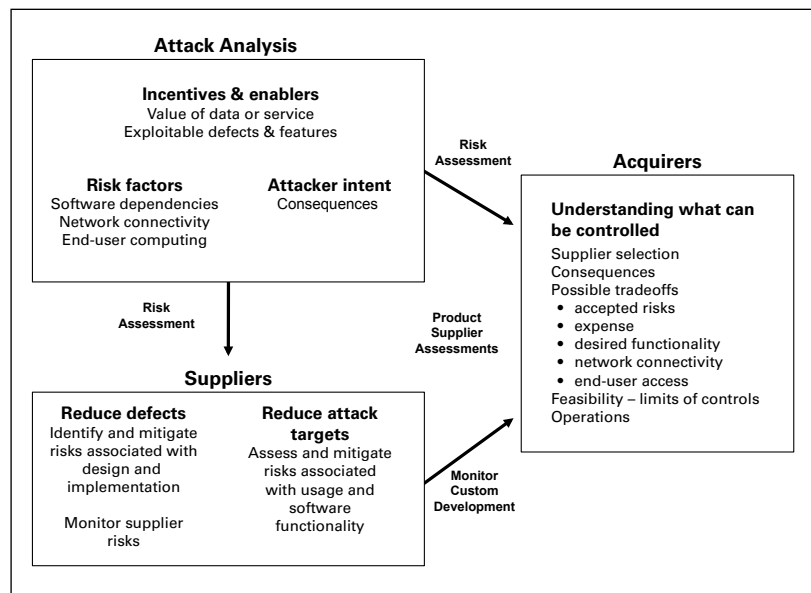 Attack Analysis
Incentives & enablers
Value of data or service
Exploitable defects & features
Risk factors
Software dependencies
Network connectivity
End-user computing
Attacker intent
Consequences
Risk
Assessment
Risk
Assessment
Suppliers
Reduce defects
Identify and mitigate
risks associated with
design and
implementation
Monitor supplier
risks
Reduce attack
targets
Assess and mitigate
risks associated
with usage and
software
functionality
Product
Supplier
Assessments
Monitor
Custom
Development
Acquirers
Understanding what can
be controlled
Supplier selection
Consequences
Possible tradeoffs
• accepted risks
• expense
• desired functionality
• network connectivity
• end-user access
Feasibility – limits of controls
Operations